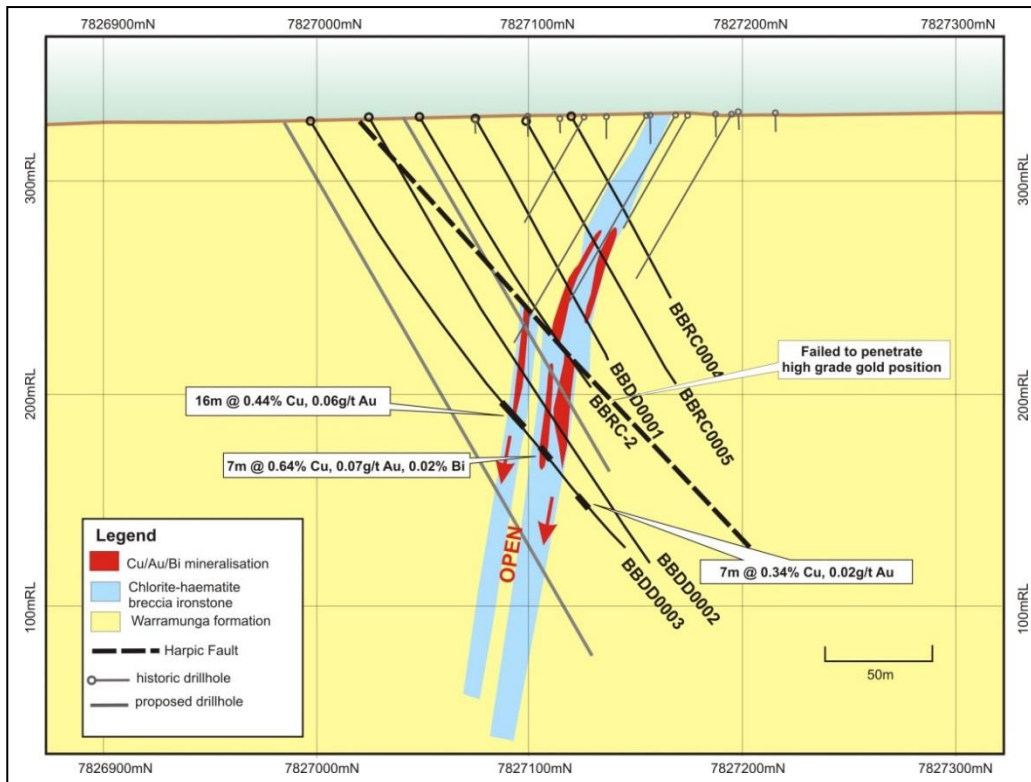 7826900mN 7827000mN 7827100mN 7827200mN 7827300mN
300mRL 300mRL
BBRC0004
Failed to penetrate
high grade gold position
BBDD0001
200mRL 200mRL
BBRC-2
16m @ 0.44% Cu, 0.06g/t Au
BBRC0005
7m @ 0.64% Cu, 0.07g/t Au, 0.02% Bi
OPEN
BBDD0002
BBDD0003
7m @ 0.34% Cu, 0.02g/t Au
100mRL 100mRL
Legend
Cu/Au/Bi mineralisation
Chlorite-haematite
breccia ironstone
Warramunga formation
Harpic Fault
historic drillhole
proposed drillhole
50m
7826900mN 7827000mN 7827100mN 7827200mN 7827300mN